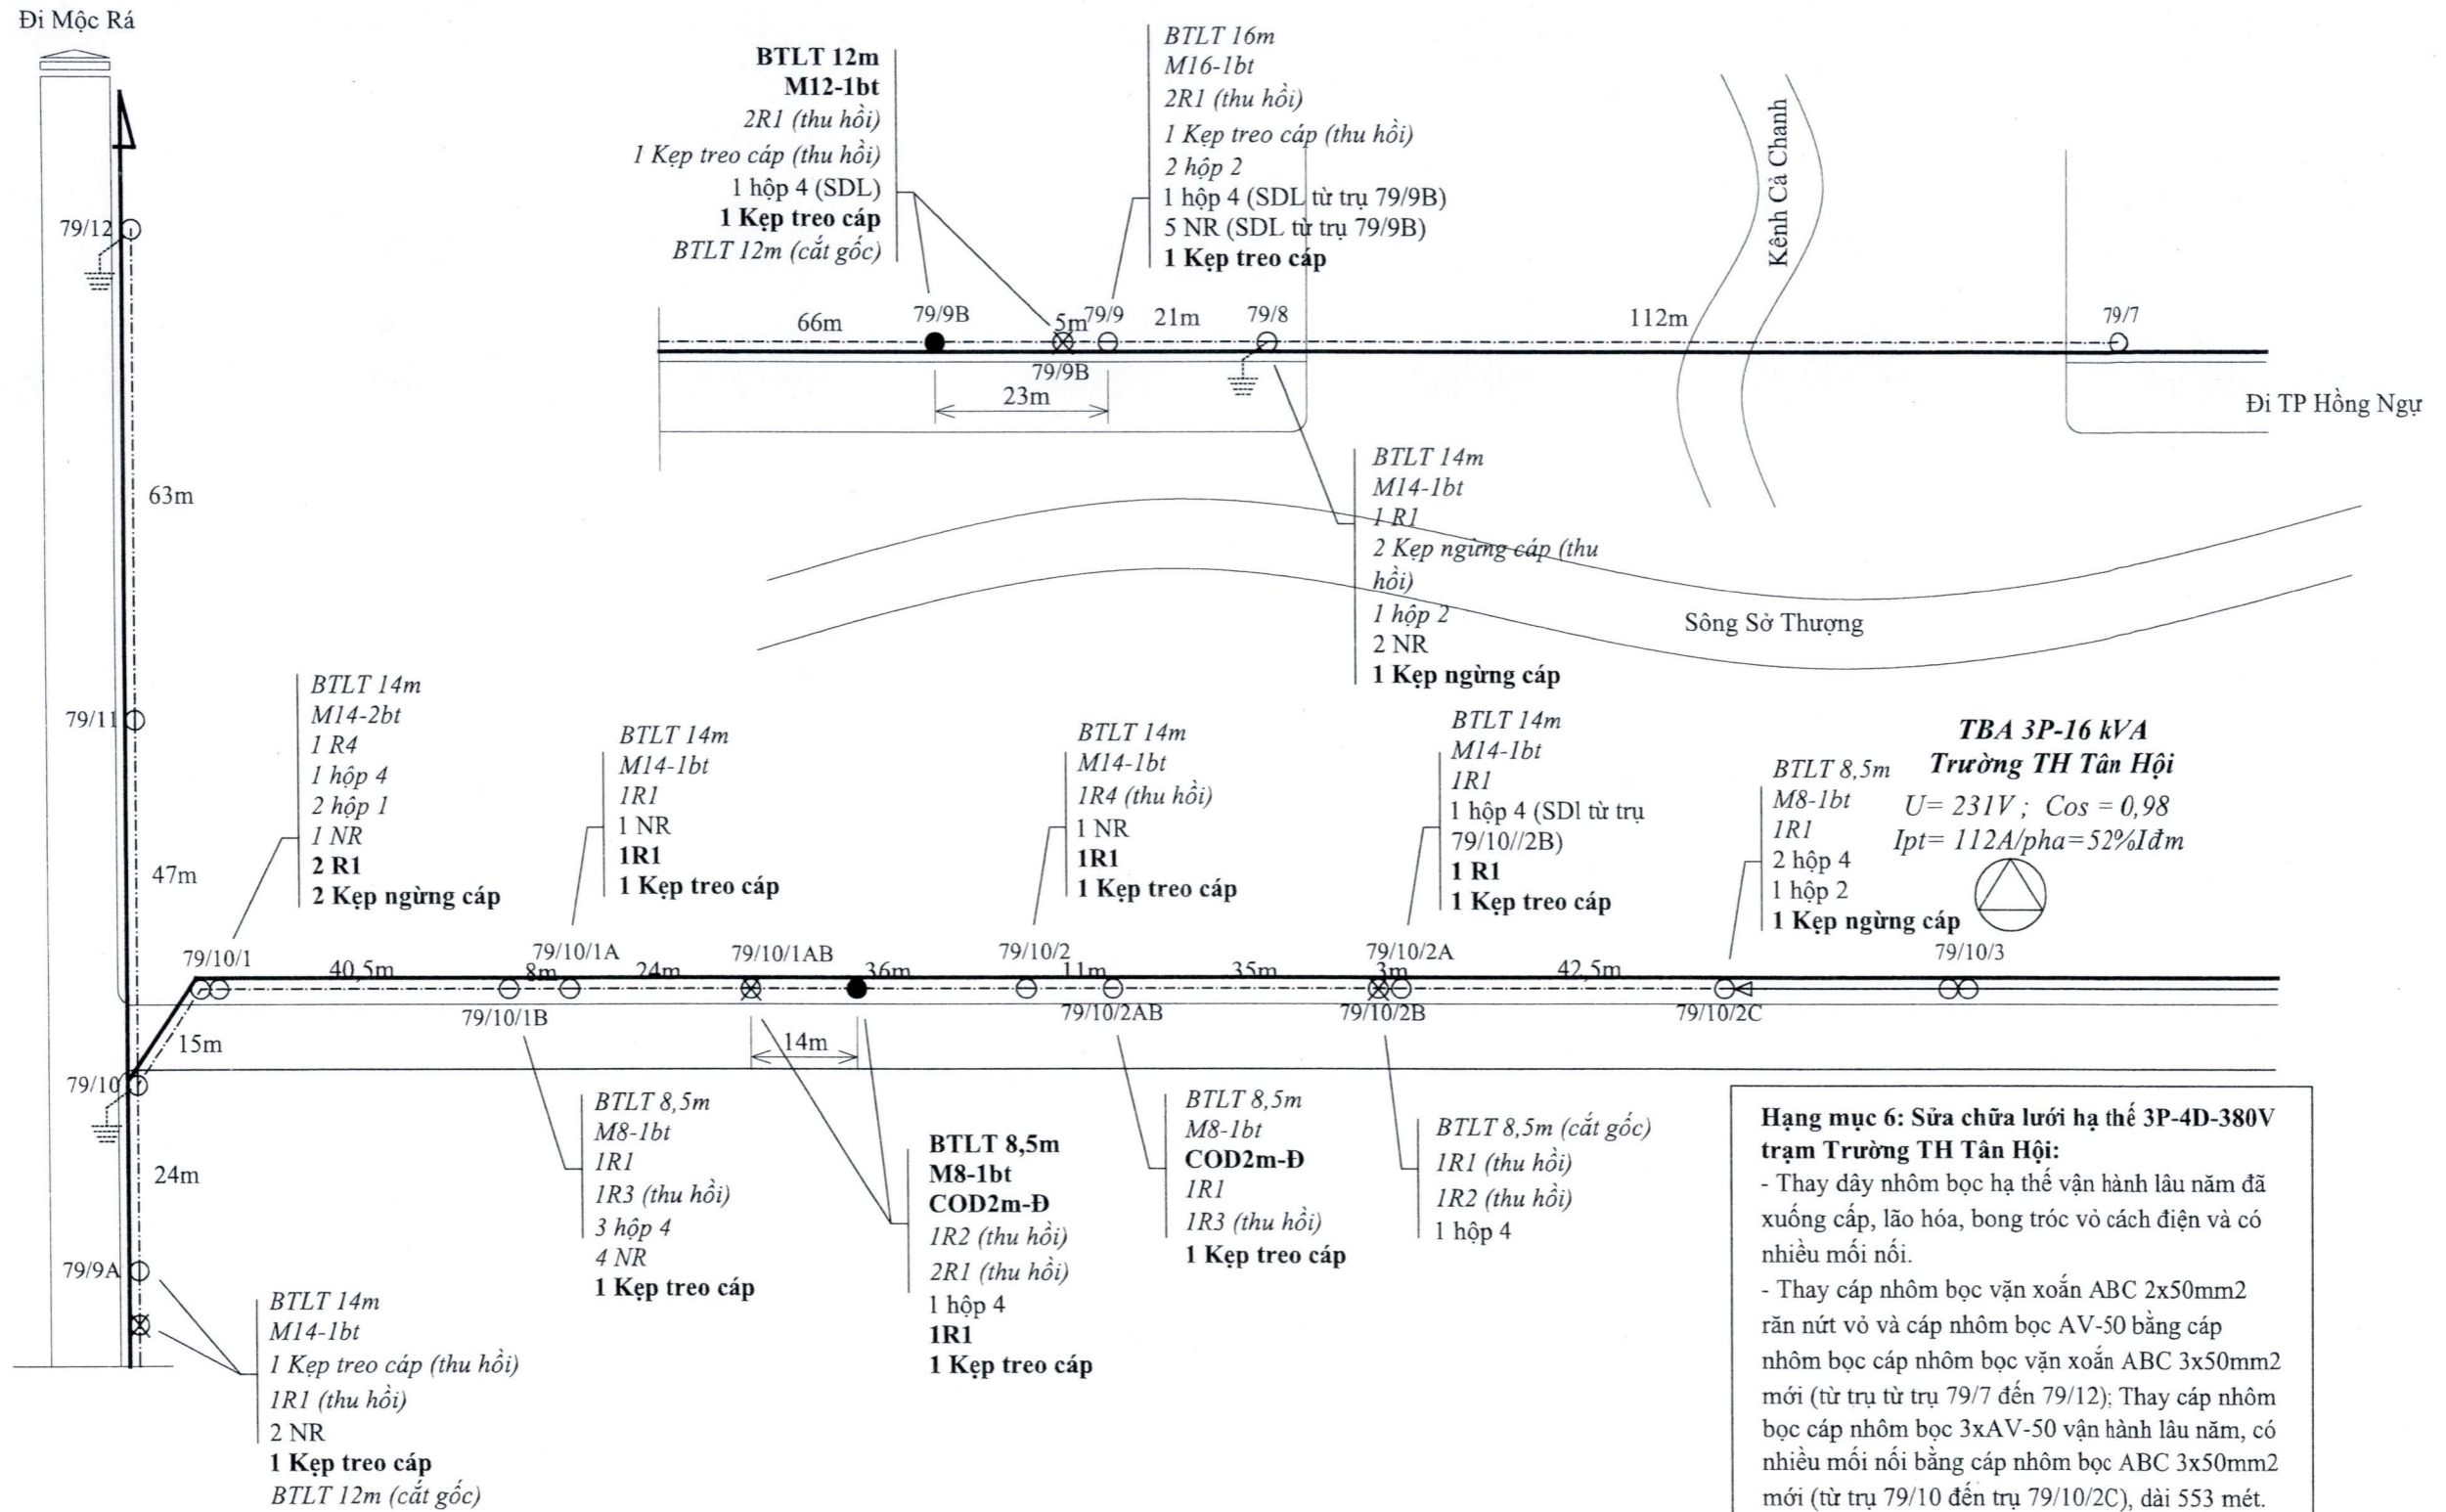 Đi Mộc Rá
BTLT 12m
M12-1bt
2R1 (thu hồi)
1 Kẹp treo cáp (thu hồi)
1 hộp 4 (SDL)
1 Kẹp treo cáp
BTLT 12m (cắt gốc)
BTLT 16m
M16-1bt
2R1 (thu hồi)
1 Kẹp treo cáp (thu hồi)
2 hộp 2
1 hộp 4 (SDL từ trụ 79/9B)
5 NR (SDL từ trụ 79/9B)
1 Kẹp treo cáp
Kênh Cả Chanh
79/12
66m
79/9B
5m
79/9
21m
79/8
112m
79/7
79/9B
23m
Đi TP Hồng Ngự
63m
BTLT 14m
M14-1bt
1 R1
2 Kẹp ngừng cáp (thu
hồi)
1 hộp 2
2 NR
1 Kẹp ngừng cáp
Sông Sở Thượng
79/11
47m
BTLT 14m
M14-2bt
1 R4
1 hộp 4
2 hộp 1
1 NR
2 R1
2 Kẹp ngừng cáp
BTLT 14m
M14-1bt
1R1
1 NR
1R1
1 Kẹp treo cáp
BTLT 14m
M14-1bt
1R4 (thu hồi)
1 NR
1R1
1 Kẹp treo cáp
BTLT 14m
M14-1bt
1R1
1 hộp 4 (SDl từ trụ
79/10//2B)
1 R1
1 Kẹp treo cáp
BTLT 8,5m
M8-1bt
1R1
2 hộp 4
1 hộp 2
1 Kẹp ngừng cáp
TBA 3P-16 kVA
Trường TH Tân Hội
U= 231V ; Cos = 0,98
Ipt= 112A/pha=52%Iđm
79/10/1
40,5m
8m
79/10/1A
24m
79/10/1AB
36m
79/10/2
11m
35m
79/10/2A
3m
42,5m
79/10/3
79/10/1B
79/10/2AB
79/10/2B
79/10/2C
15m
14m
79/10
24m
79/9A
BTLT 14m
M14-1bt
1 Kẹp treo cáp (thu hồi)
1R1 (thu hồi)
2 NR
1 Kẹp treo cáp
BTLT 12m (cắt gốc)
BTLT 8,5m
M8-1bt
1R1
1R3 (thu hồi)
3 hộp 4
4 NR
1 Kẹp treo cáp
BTLT 8,5m
M8-1bt
COD2m-Đ
1R2 (thu hồi)
2R1 (thu hồi)
1 hộp 4
1R1
1 Kẹp treo cáp
BTLT 8,5m
M8-1bt
COD2m-Đ
1R1
1R3 (thu hồi)
1 Kẹp treo cáp
BTLT 8,5m (cắt gốc)
1R1 (thu hồi)
1R2 (thu hồi)
1 hộp 4
Hạng mục 6: Sửa chữa lưới hạ thế 3P-4D-380V
trạm Trường TH Tân Hội:
- Thay dây nhôm bọc hạ thế vận hành lâu năm đã
xuống cấp, lão hóa, bong tróc vỏ cách điện và có
nhiều mối nối.
- Thay cáp nhôm bọc vặn xoắn ABC 2x50mm2
răn nứt vỏ và cáp nhôm bọc AV-50 bằng cáp
nhôm bọc cáp nhôm bọc vặn xoắn ABC 3x50mm2
mới (từ trụ từ trụ 79/7 đến 79/12); Thay cáp nhôm
bọc cáp nhôm bọc 3xAV-50 vận hành lâu năm, có
nhiều mối nối bằng cáp nhôm bọc ABC 3x50mm2
mới (từ trụ 79/10 đến trụ 79/10/2C), dài 553 mét.